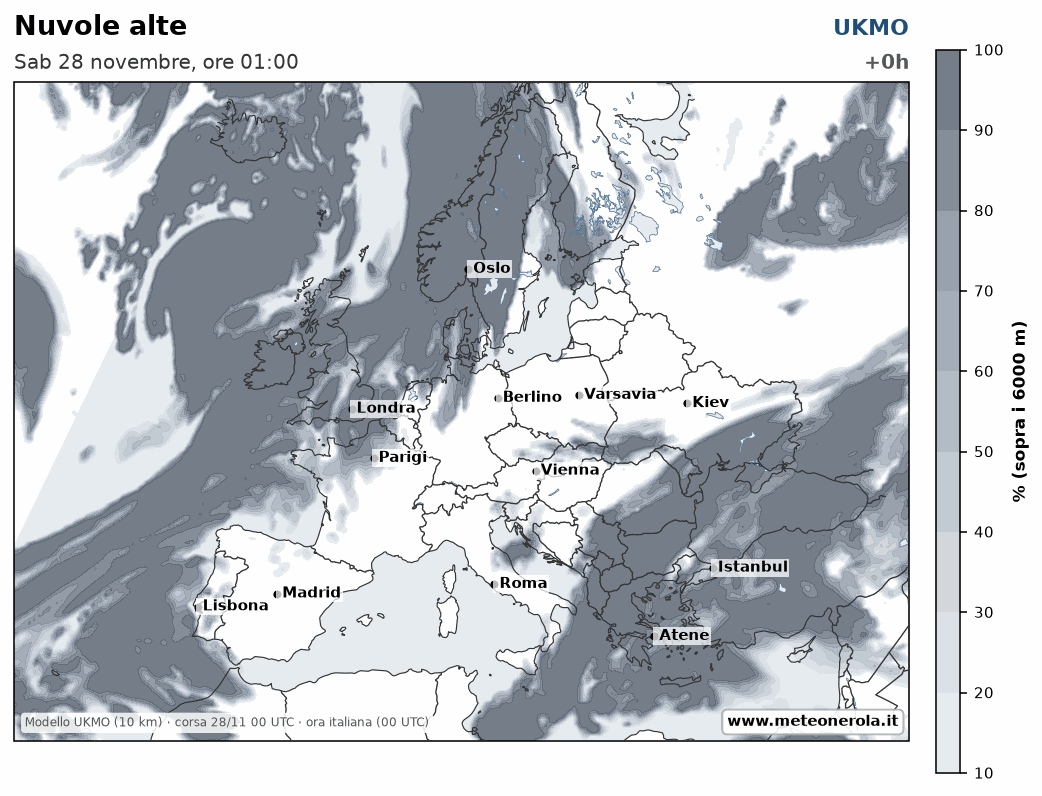 Nuvole alte
UKMO
Sab 28 novembre, ore 01:00
+0h
100
90
80
70
60
50
40
30
20
10
% (sopra i 6000 m)
Oslo
Londra
Berlino
Varsavia
Kiev
Parigi
Vienna
Istanbul
Roma
Madrid
Lisbona
Atene
Modello UKMO (10 km) · corsa 28/11 00 UTC · ora italiana (00 UTC)
www.meteonerola.it